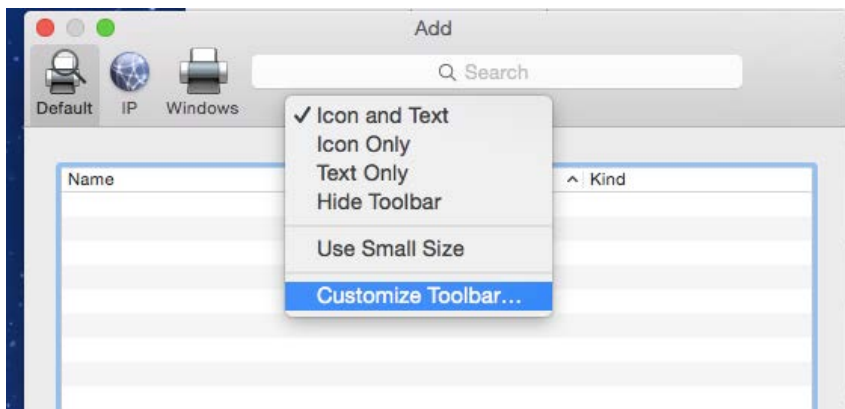 Add
Search
Default IP Windows
✓ Icon and Text
Icon Only
Text Only
Hide Toolbar
Name Kind
Use Small Size
Customize Toolbar...